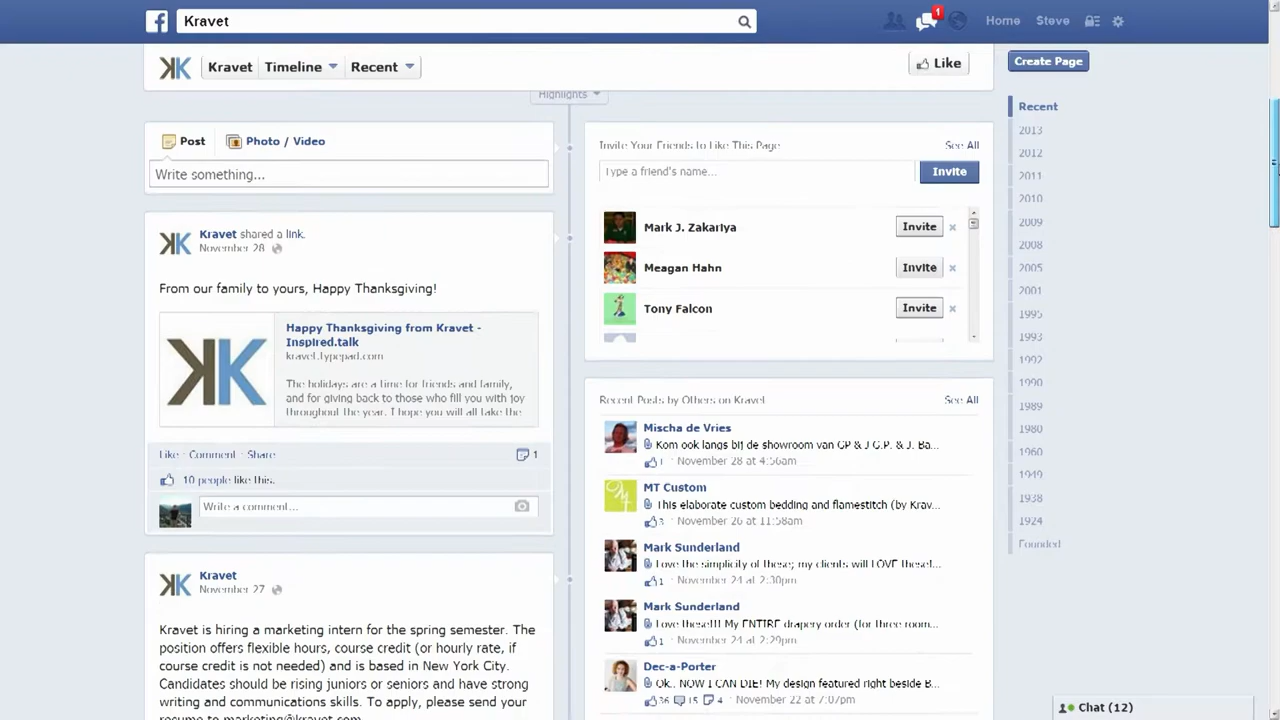 Kravet
1
Home
Steve
Kravet
Timeline
Recent
Like
Create Page
Highlights
Post
Photo / Video
Write something...
Kravet shared a link.
November 28
From our family to yours, Happy Thanksgiving!
Happy Thanksgiving from Kravet -
Inspired.talk
kravet.typepad.com
The holidays are a time for friends and family,
and for giving back to those who fill you with joy
throughout the year. I hope you will all take the
Like · Comment · Share
1
10 people like this.
Write a comment...
Kravet
November 27
Kravet is hiring a marketing intern for the spring semester. The
position offers flexible hours, course credit (or hourly rate, if
course credit is not needed) and is based in New York City.
Candidates should be rising juniors or seniors and have strong
writing and communications skills. To apply, please send your
resume to marketing@kravet.com
Invite Your Friends to Like This Page
See All
Type a friend's name...
Invite
Mark J. Zakariya
Invite
Meagan Hahn
Invite
Tony Falcon
Invite
Recent Posts by Others on Kravet
See All
Mischa de Vries
Kom ook langs bij de showroom van GP & J G.P. & J. Ba...
1 · November 28 at 4:56am
MT Custom
This elaborate custom bedding and flamestitch (by Krav...
3 · November 26 at 11:58am
Mark Sunderland
Love the simplicity of these; my clients will LOVE these!...
1 · November 24 at 2:30pm
Mark Sunderland
Love these!!! My ENTIRE drapery order (for three room...
1 · November 24 at 2:29pm
Dec-a-Porter
Ok.. NOW I CAN DIE! My design featured right beside B...
36 15 4 · November 22 at 7:07pm
Recent
2013
2012
2011
2010
2009
2008
2005
2001
1995
1993
1992
1990
1989
1980
1960
1949
1938
1924
Founded
Chat (12)